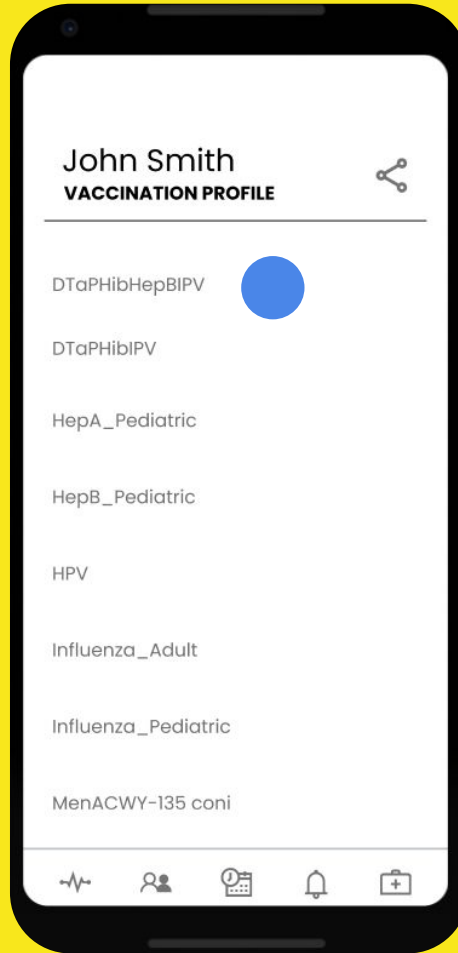 John Smith
VACCINATION PROFILE
DTaPHibHepBIPV
DTaPHibIPV
HepA_Pediatric
HepB_Pediatric
HPV
Influenza_Adult
Influenza_Pediatric
MenACWY-135 coni